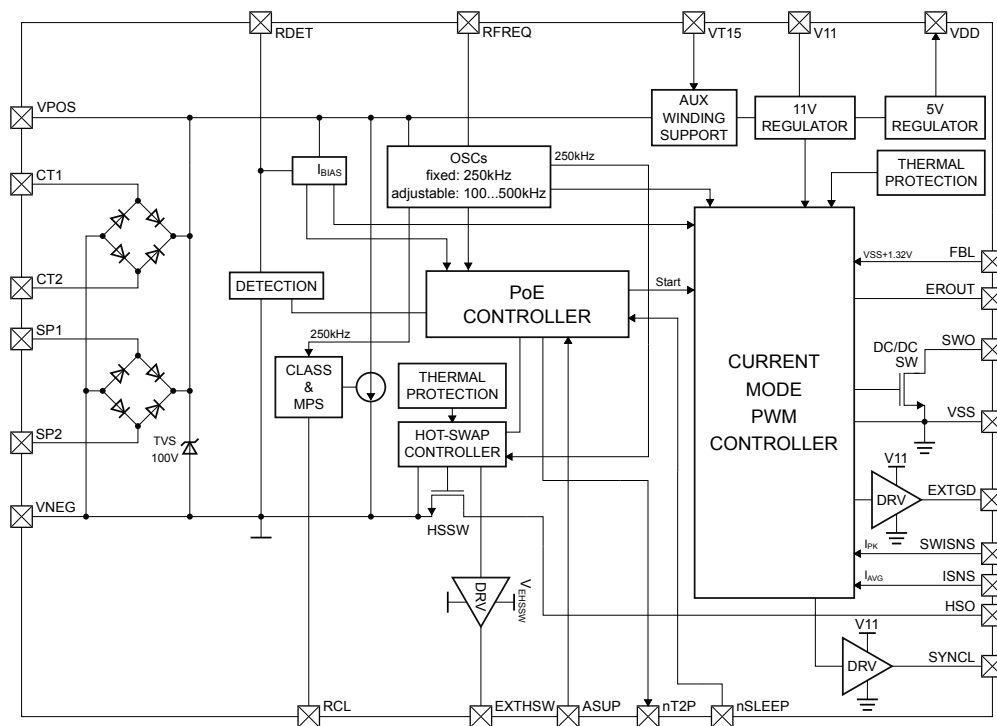 RDET
RFREQ
VT15
V11
VDD
VPOS
AUX
WINDING
SUPPORT
11V
REGULATOR
5V
REGULATOR
OSCs
fixed: 250kHz
adjustable: 100...500kHz
250kHz
THERMAL
PROTECTION
CT1
IBIAS
CT2
DETECTION
PoE
CONTROLLER
Start
VSS+1.32V
FBL
EROUT
SP1
250kHz
CLASS
&
MPS
THERMAL
PROTECTION
CURRENT
MODE
PWM
CONTROLLER
DC/DC
SW
SWO
VSS
SP2
TVS
100V
HOT-SWAP
CONTROLLER
V11
DRV
EXTGD
VNEG
HSSW
IPK
SWISNS
IAVG
ISNS
DRV
VEHSSW
HSO
V11
DRV
SYNCL
RCL
EXTHSW
ASUP
nT2P
nSLEEP